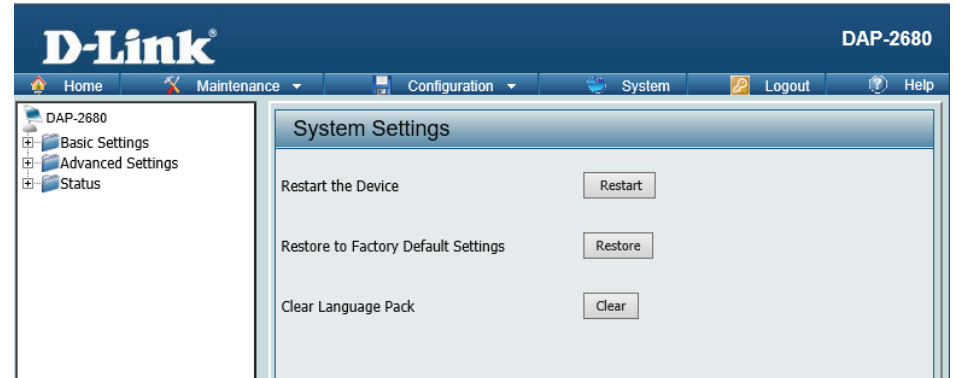 D-Link
DAP-2680
Home Maintenance Configuration System Logout Help
DAP-2680
Basic Settings
Advanced Settings
Status
System Settings
Restart the Device Restart
Restore to Factory Default Settings Restore
Clear Language Pack Clear